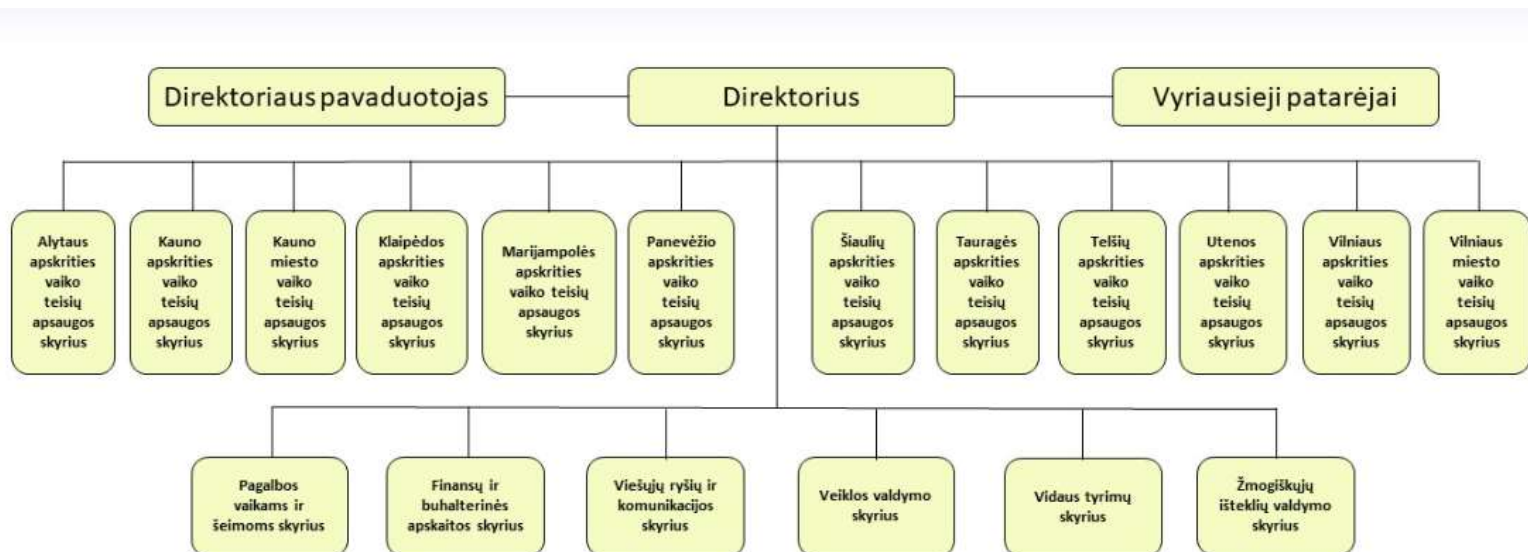 Direktoriaus pavaduotojas
Direktorius
Vyriausieji patarėjai
Alytaus
apskrities
vaiko
teisių
apsaugos
skyrius
Kauno
apskrities
vaiko
teisių
apsaugos
skyrius
Kauno
miesto
vaiko
teisių
apsaugos
skyrius
Klaipėdos
apskrities
vaiko
teisių
apsaugos
skyrius
Marijampolės
apskrities
vaiko teisių
apsaugos
skyrius
Panevėžio
apskrities
vaiko
teisių
apsaugos
skyrius
Šiaulių
apskrities
vaiko
teisių
apsaugos
skyrius
Tauragės
apskrities
vaiko
teisių
apsaugos
skyrius
Telšių
apskrities
vaiko
teisių
apsaugos
skyrius
Utenos
apskrities
vaiko
teisių
apsaugos
skyrius
Vilniaus
apskrities
vaiko
teisių
apsaugos
skyrius
Vilniaus
miesto
vaiko
teisių
apsaugos
skyrius
Pagalbos
vaikams ir
šeimoms skyrius
Finansų ir
buhalterinės
apskaitos skyrius
Viešųjų ryšių ir
komunikacijos
skyrius
Veiklos valdymo
skyrius
Vidaus tyrimų
skyrius
Žmogiškųjų
išteklių valdymo
skyrius